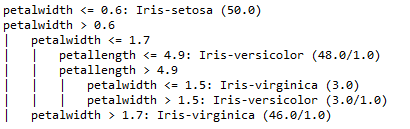 petalwidth <= 0.6: Iris-setosa (50.0)
petalwidth > 0.6
|   petalwidth <= 1.7
|   |   petallength <= 4.9: Iris-versicolor (48.0/1.0)
|   |   petallength > 4.9
|   |   |   petalwidth <= 1.5: Iris-virginica (3.0)
|   |   |   petalwidth > 1.5: Iris-versicolor (3.0/1.0)
|   petalwidth > 1.7: Iris-virginica (46.0/1.0)